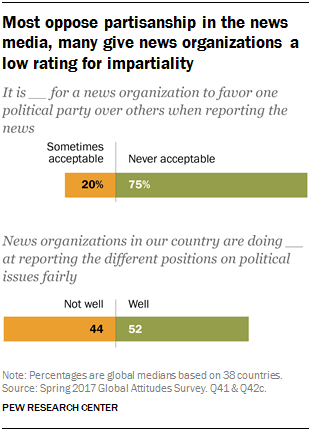 Most oppose partisanship in the news
media, many give news organizations a
low rating for impartiality
It is __ for a news organization to favor one
political party over others when reporting the
news
Sometimes
acceptable
Never acceptable
20%
75%
News organizations in our country are doing __
at reporting the different positions on political
issues fairly
Not well
Well
44
52
Note: Percentages are global medians based on 38 countries.
Source: Spring 2017 Global Attitudes Survey. Q41 & Q42c.
PEW RESEARCH CENTER